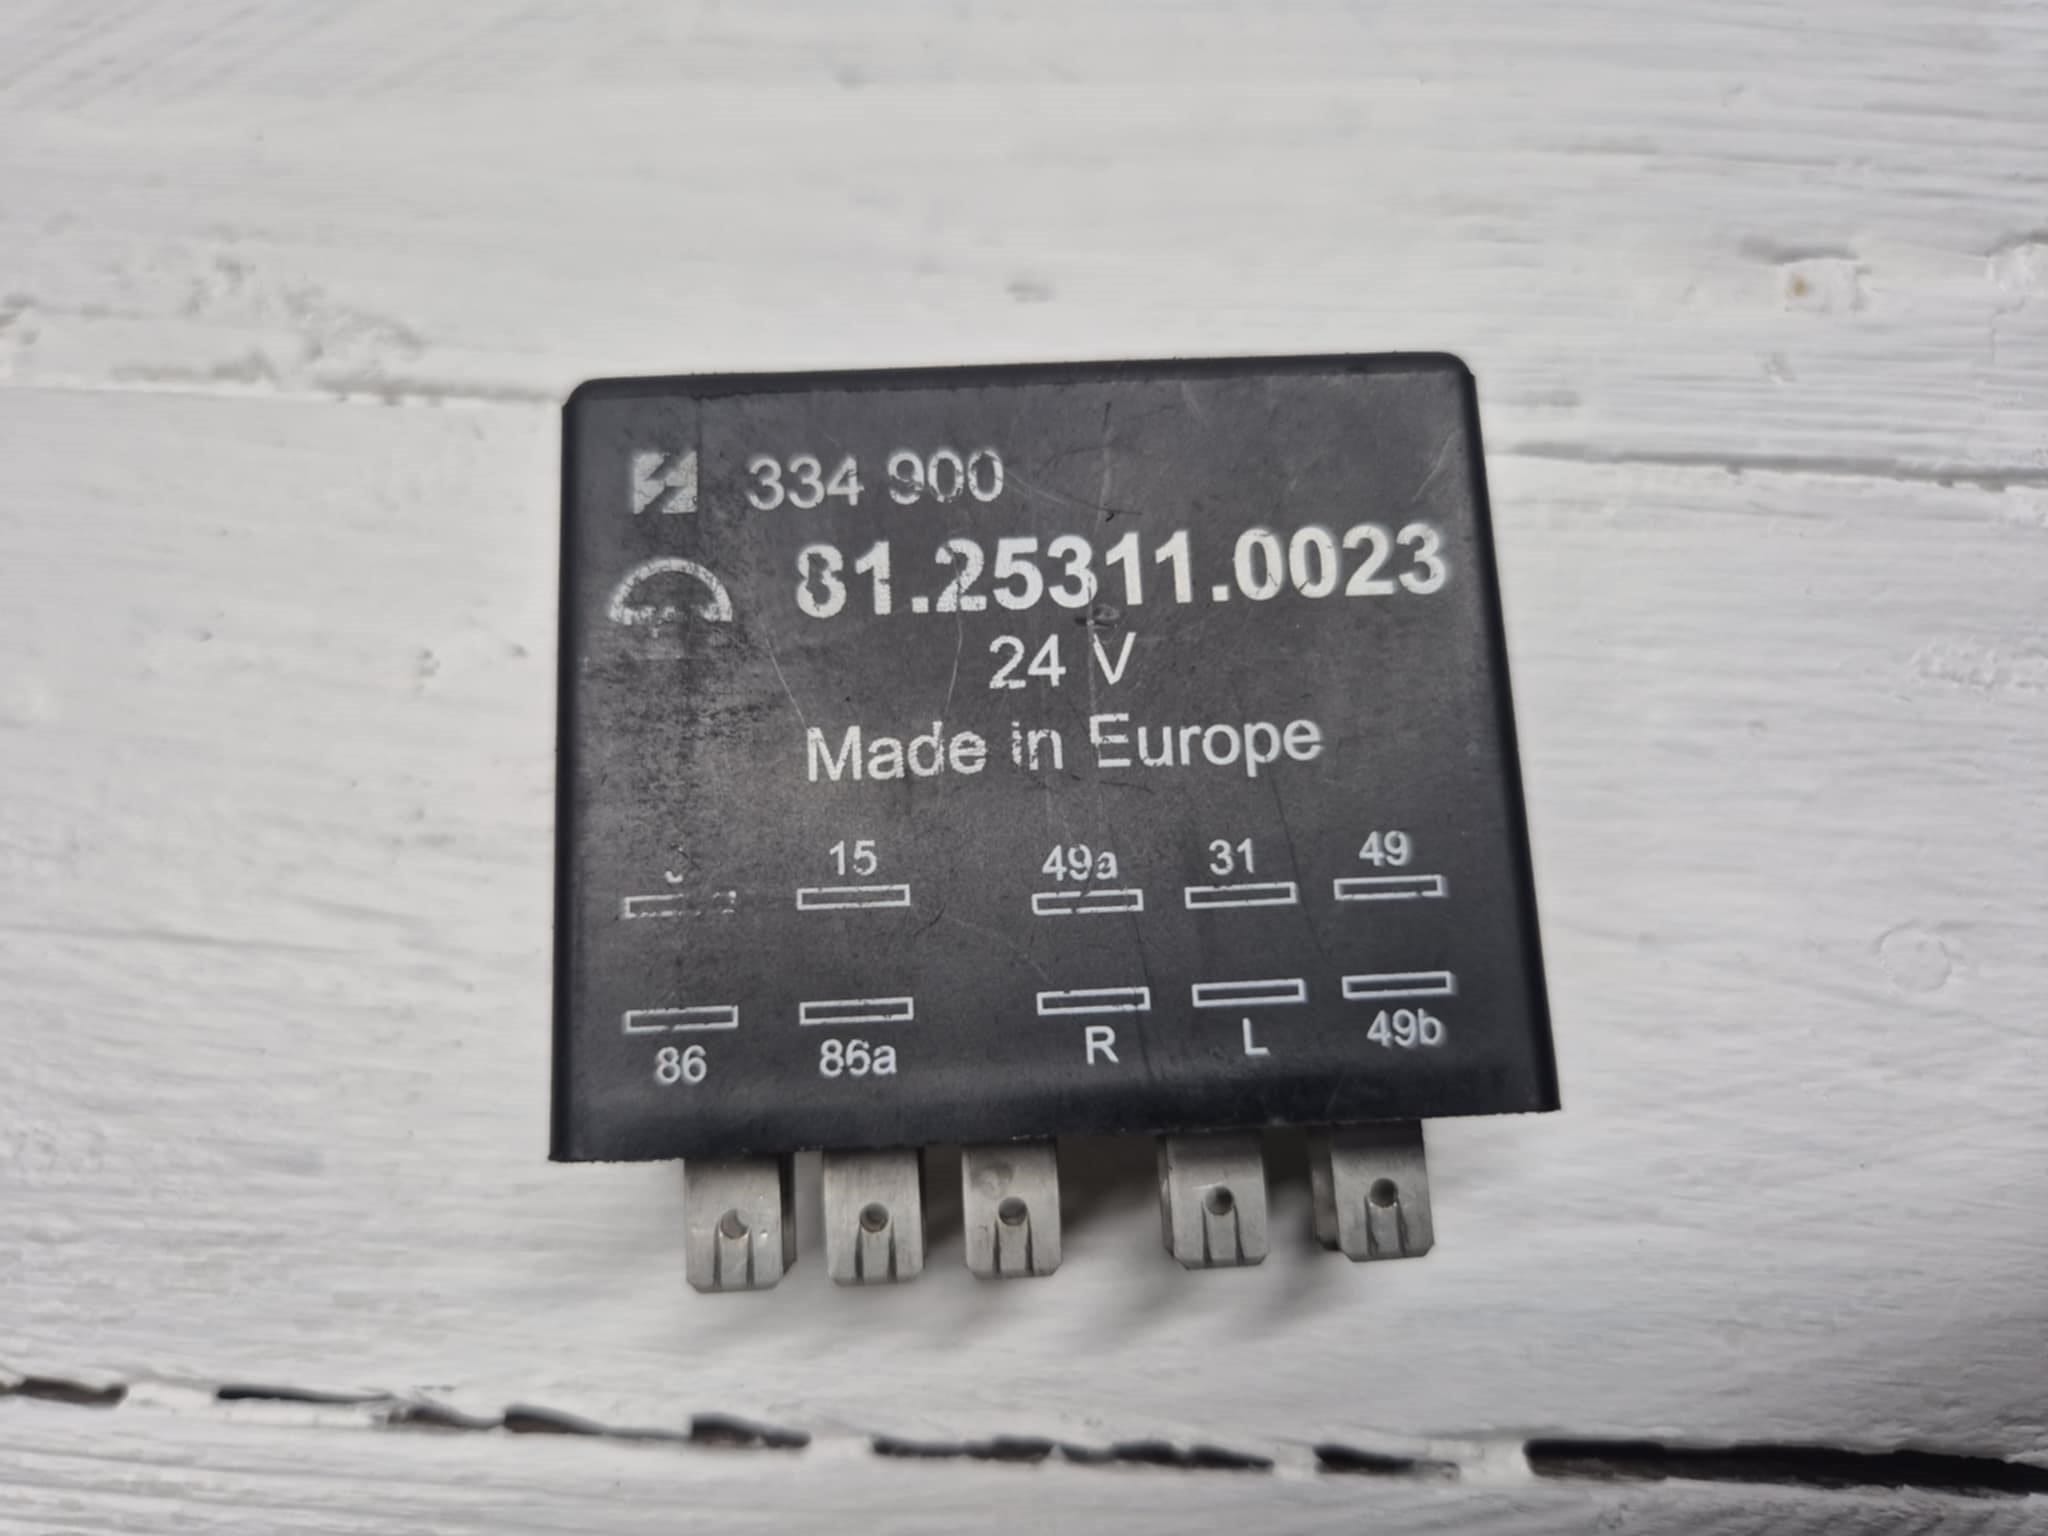 334 900
81.25311.0023
24 V
Made in Europe
15 49a 31 49
86 86a R L 49b